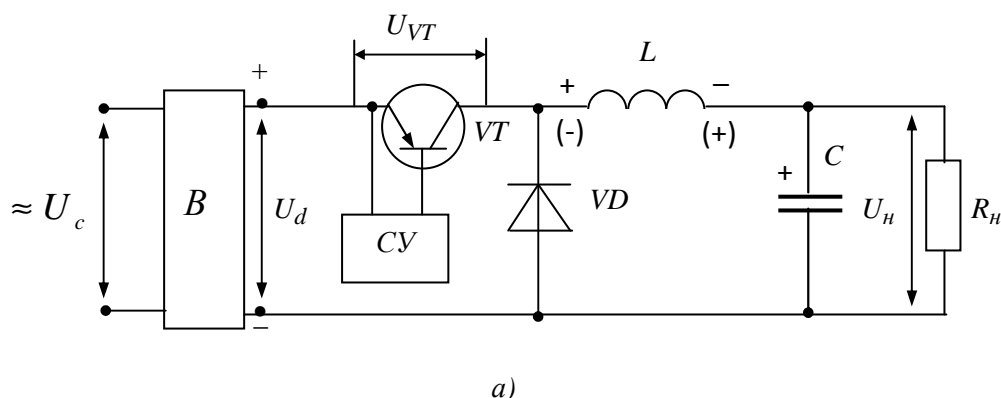 U_VT
+
L
+
−
VT
(-)
(+)
≈ U_c
B
U_d
СУ
VD
+
C
U_н
R_н
−
а)